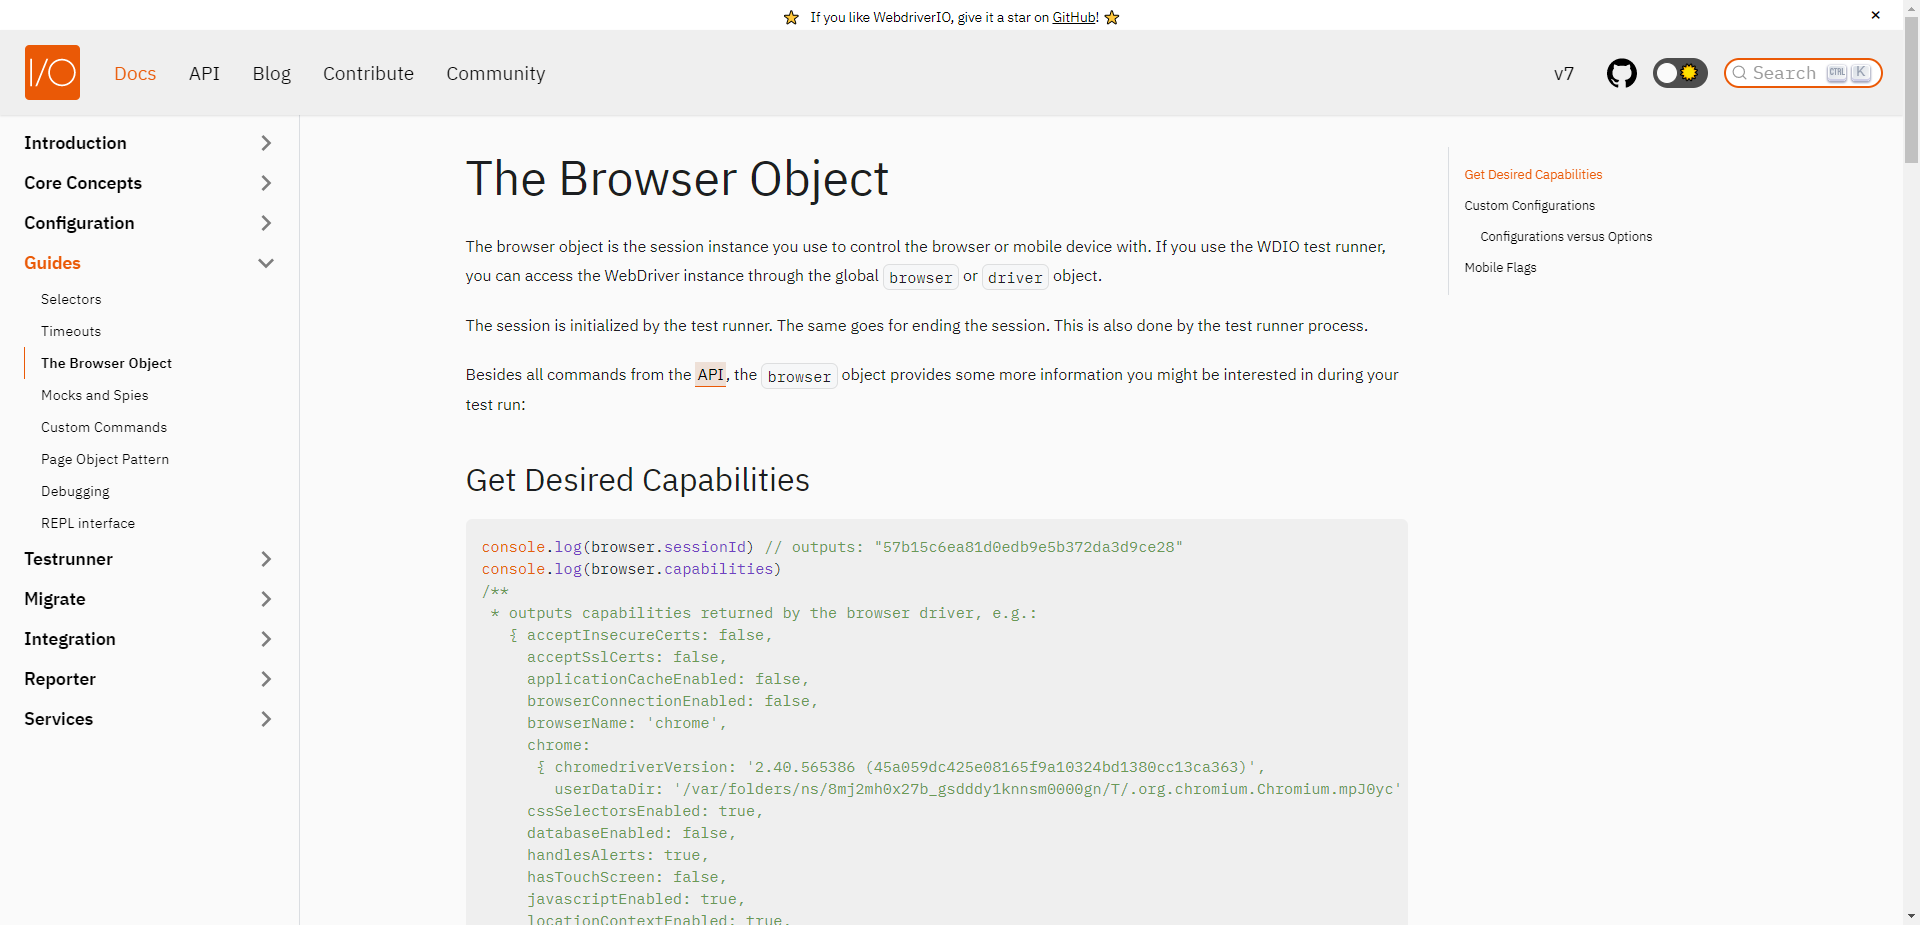 ⭐ If you like WebdriverIO, give it a star on GitHub! ⭐ ×
I/O Docs API Blog Contribute Community v7 Search CTRL K
Introduction
Core Concepts
Configuration
Guides
Selectors
Timeouts
The Browser Object
Mocks and Spies
Custom Commands
Page Object Pattern
Debugging
REPL interface
Testrunner
Migrate
Integration
Reporter
Services
The Browser Object
The browser object is the session instance you use to control the browser or mobile device with. If you use the WDIO test runner,
you can access the WebDriver instance through the global browser or driver object.
The session is initialized by the test runner. The same goes for ending the session. This is also done by the test runner process.
Besides all commands from the API, the browser object provides some more information you might be interested in during your
test run:
Get Desired Capabilities
console.log(browser.sessionId) // outputs: "57b15c6ea81d0edb9e5b372da3d9ce28"
console.log(browser.capabilities)
/**
 * outputs capabilities returned by the browser driver, e.g.:
   { acceptInsecureCerts: false,
     acceptSslCerts: false,
     applicationCacheEnabled: false,
     browserConnectionEnabled: false,
     browserName: 'chrome',
     chrome:
      { chromedriverVersion: '2.40.565386 (45a059dc425e08165f9a10324bd1380cc13ca363)',
        userDataDir: '/var/folders/ns/8mj2mh0x27b_gsdddy1knnsm0000gn/T/.org.chromium.Chromium.mpJ0yc'
     cssSelectorsEnabled: true,
     databaseEnabled: false,
     handlesAlerts: true,
     hasTouchScreen: false,
     javascriptEnabled: true,
     locationContextEnabled: true,
Get Desired Capabilities
Custom Configurations
Configurations versus Options
Mobile Flags